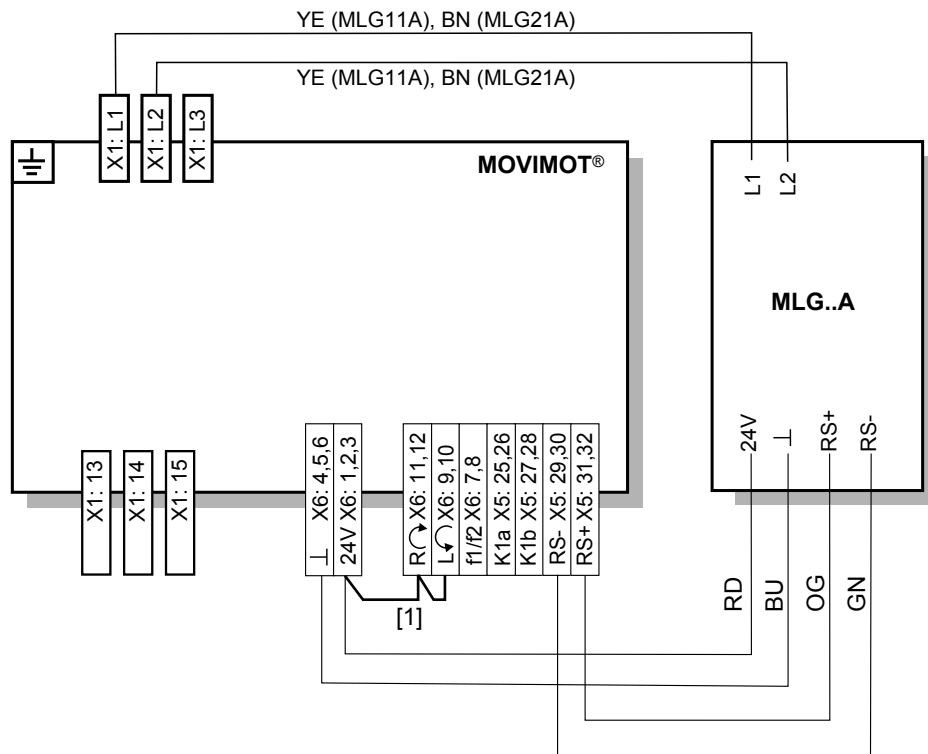 YE (MLG11A), BN (MLG21A)
YE (MLG11A), BN (MLG21A)
X1: L1
X1: L2
X1: L3
MOVIMOT®
L1
L2
MLG..A
24V
⊥
RS+
RS-
X1: 13
X1: 14
X1: 15
⊥ X6: 4,5,6
24V X6: 1,2,3
R X6: 11,12
L X6: 9,10
f1/f2 X6: 7,8
K1a X5: 25,26
K1b X5: 27,28
RS- X5: 29,30
RS+ X5: 31,32
[1]
RD
BU
OG
GN